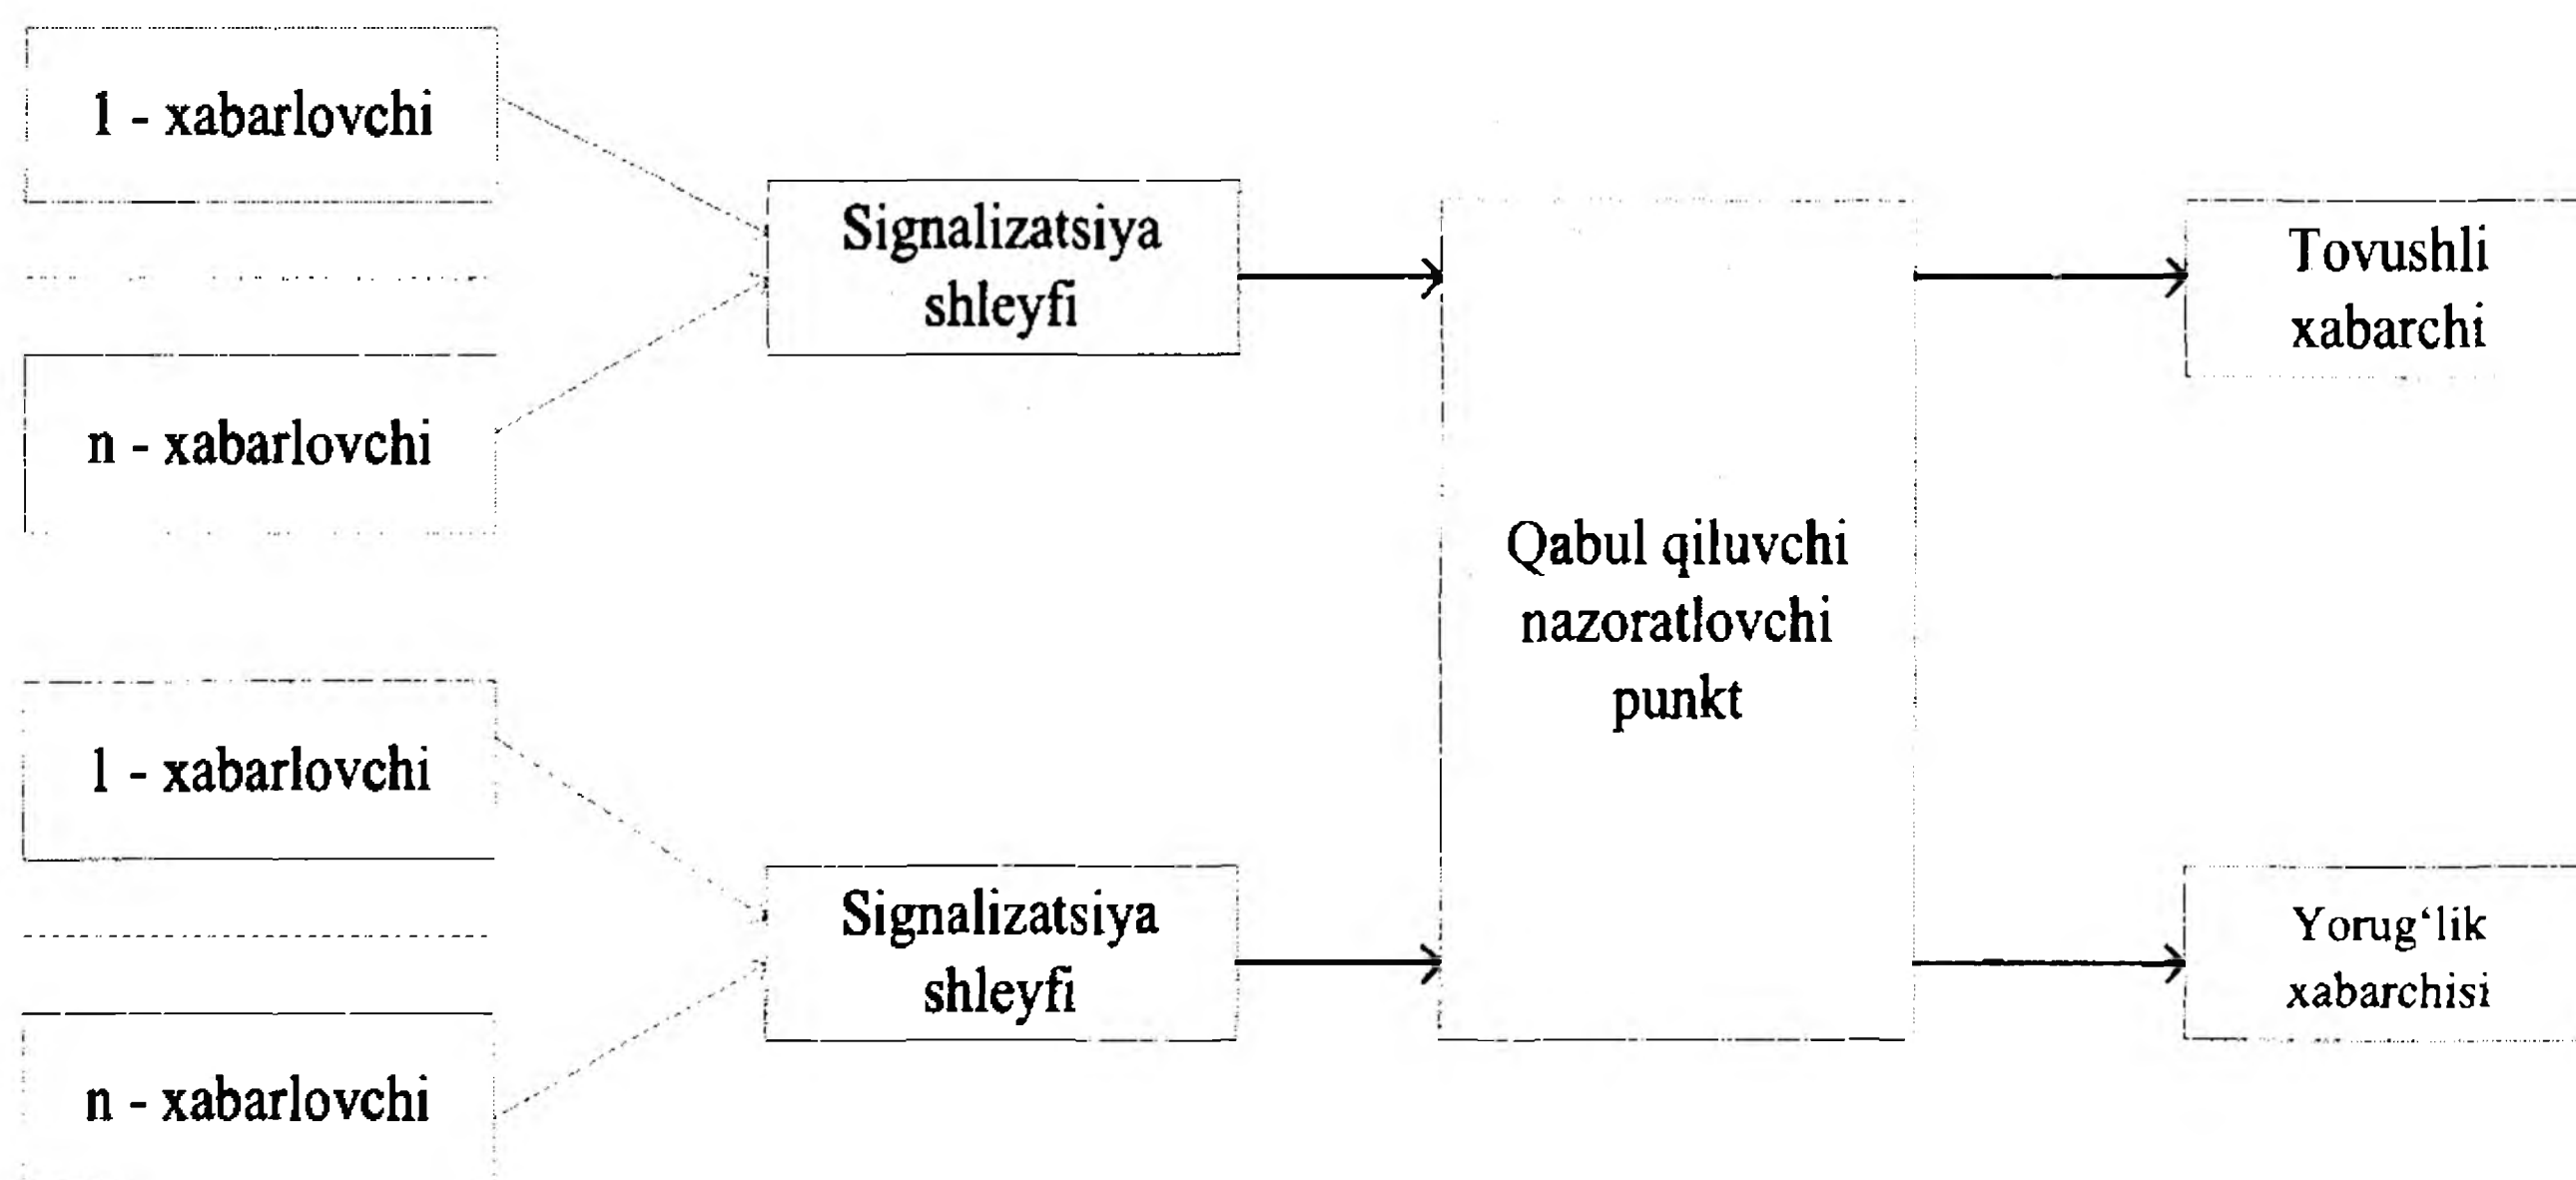 1 - xabarlovchi
n - xabarlovchi
Signalizatsiya
shleyfi
1 - xabarlovchi
n - xabarlovchi
Signalizatsiya
shleyfi
Qabul qiluvchi
nazoratlovchi
punkt
Tovushli
xabarchi
Yorug‘lik
xabarchisi